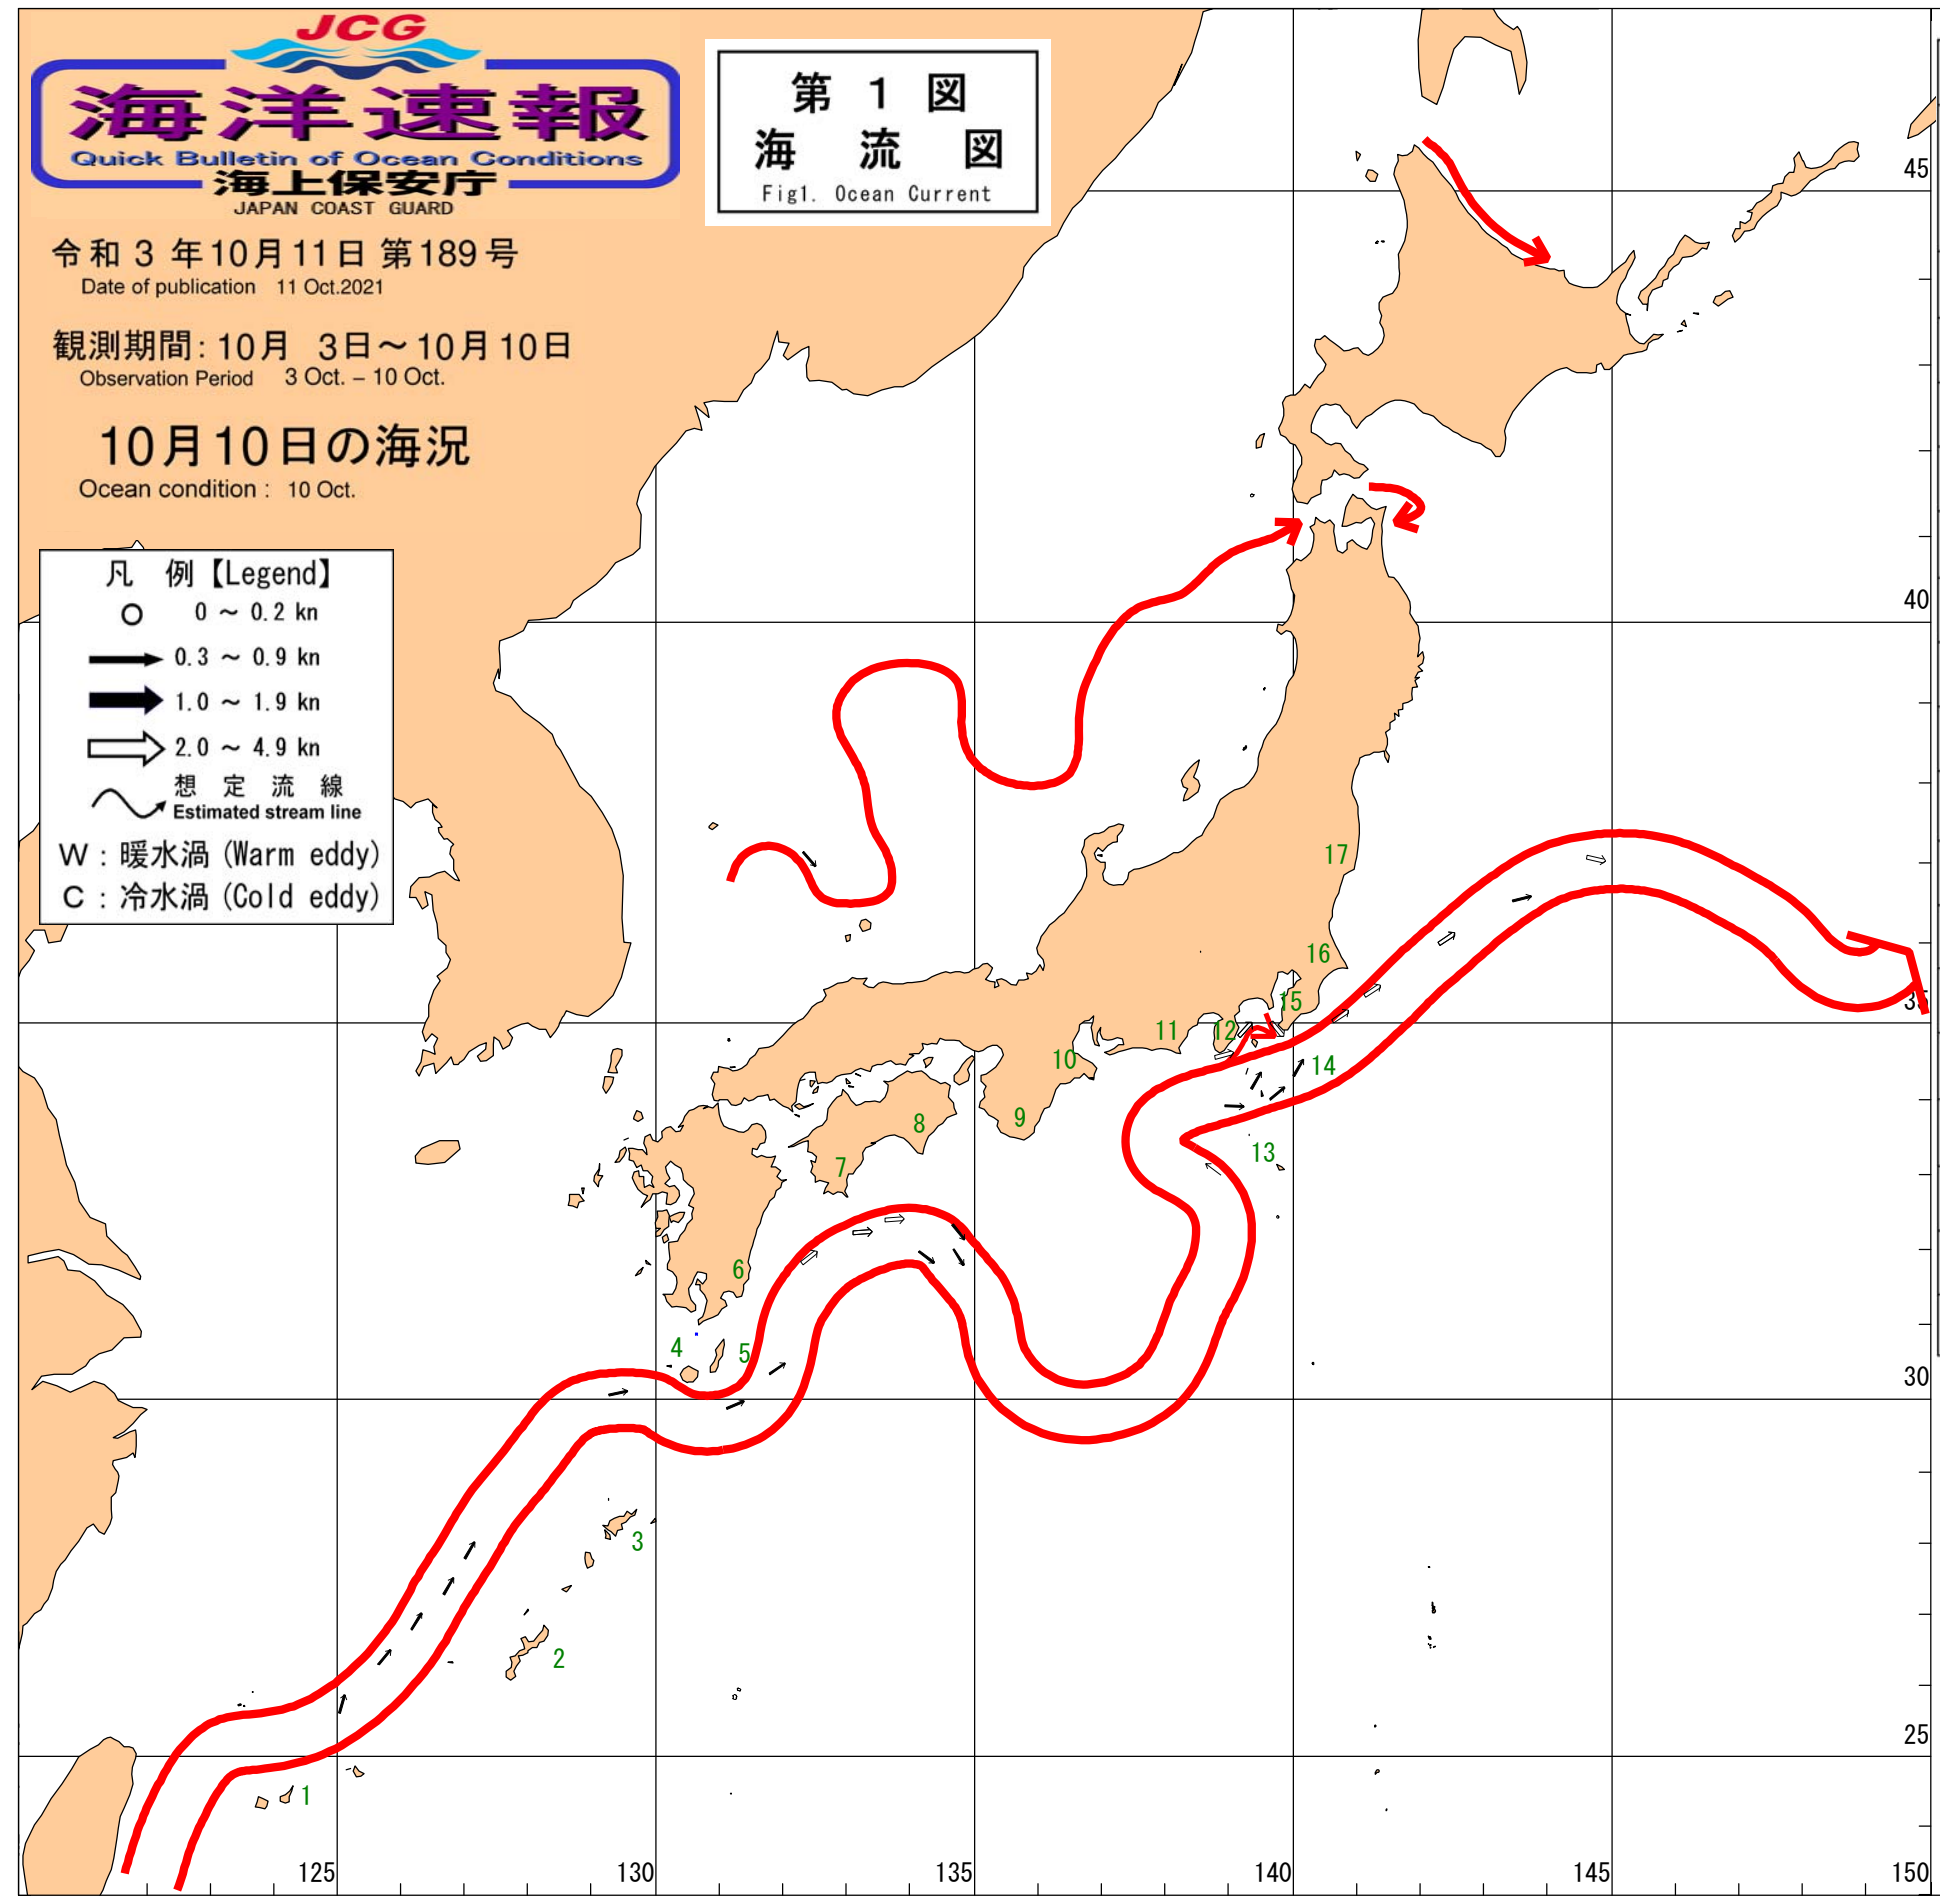 JCG
海洋速報
Quick Bulletin of Ocean Conditions
海上保安庁
JAPAN COAST GUARD
第 1 図
海 流 図
Fig1. Ocean Current
令和 3 年10月11日 第189号
Date of publication 11 Oct.2021
観測期間: 10月 3日～10月10日
Observation Period 3 Oct. – 10 Oct.
10月10日の海況
Ocean condition : 10 Oct.
凡 例【Legend】
0 ～ 0.2 kn
0.3 ～ 0.9 kn
1.0 ～ 1.9 kn
2.0 ～ 4.9 kn
想 定 流 線
Estimated stream line
W : 暖水渦 (Warm eddy)
C : 冷水渦 (Cold eddy)
45
40
17
16
15
35
12
11
10
14
9
8
13
7
6
4
5
30
3
2
25
1
125
130
135
140
145
150